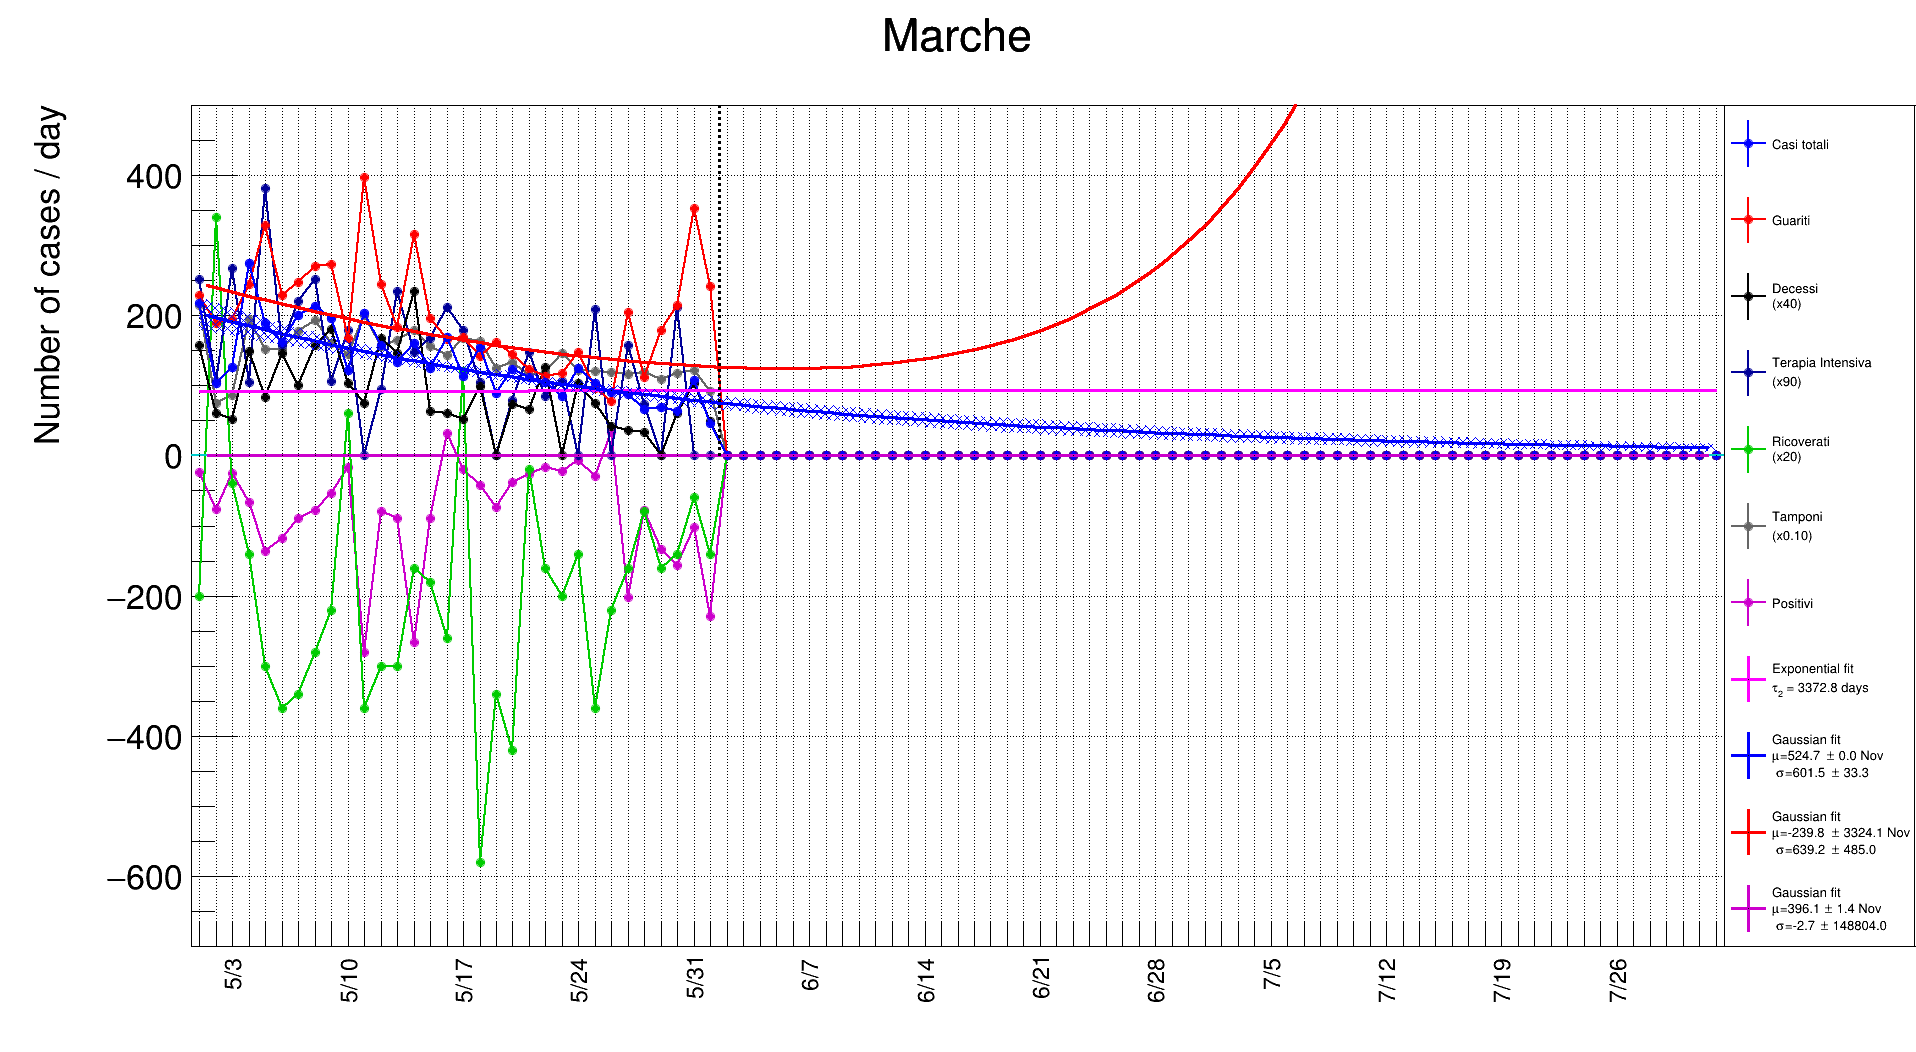 Marche
Number of cases / day
400
200
0
−200
−400
−600
5/3
5/10
5/17
5/24
5/31
6/7
6/14
6/21
6/28
7/5
7/12
7/19
7/26
Casi totali
Guariti
Decessi
(x40)
Terapia Intensiva
(x90)
Ricoverati
(x20)
Tamponi
(x0.10)
Positivi
Exponential fit
τ2 = 3372.8 days
Gaussian fit
μ=524.7 ± 0.0 Nov
σ=601.5 ± 33.3
Gaussian fit
μ=-239.8 ± 3324.1 Nov
σ=639.2 ± 485.0
Gaussian fit
μ=396.1 ± 1.4 Nov
σ=-2.7 ± 148804.0